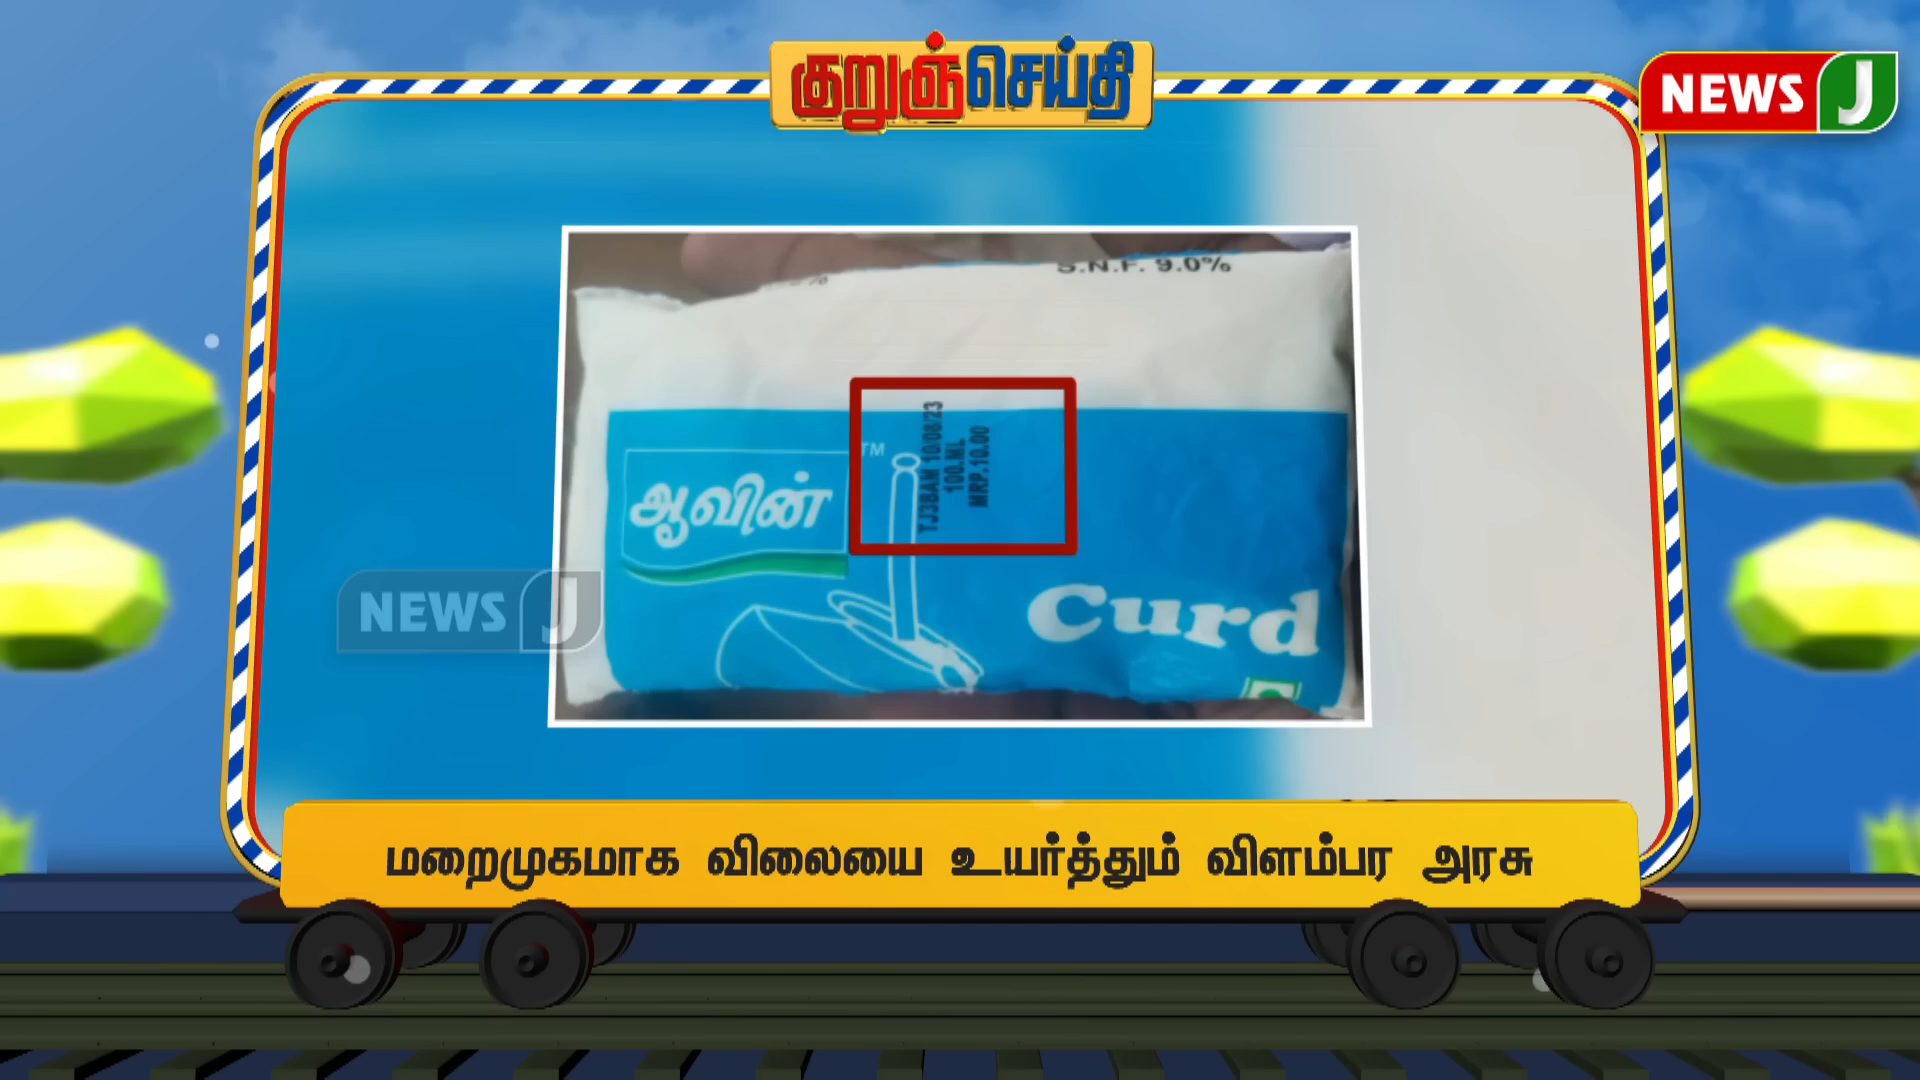 குறுஞ்செய்தி
NEWS J
S.N.F. 9.0%
TJ3BAM 10/08/23
100.ML
MRP.10.00
ஆவின் TM
Curd
NEWS J
மறைமுகமாக விலையை உயர்த்தும் விளம்பர அரசு